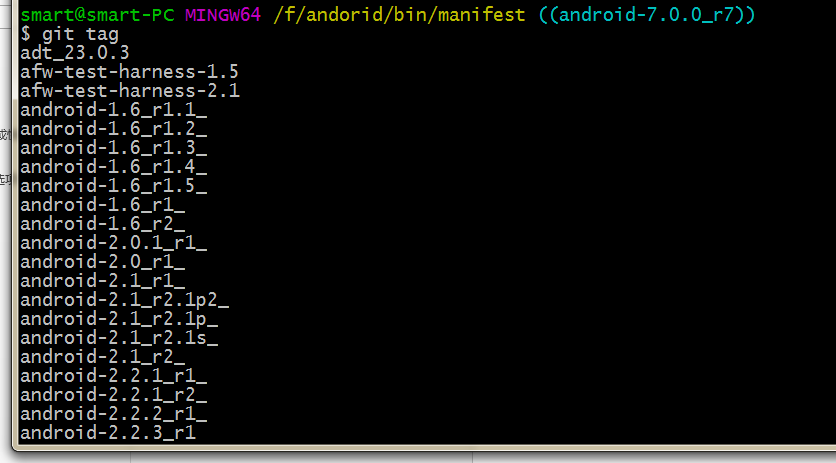 smart@smart-PC MINGW64 /f/andorid/bin/manifest ((android-7.0.0_r7))
$ git tag
adt_23.0.3
afw-test-harness-1.5
afw-test-harness-2.1
android-1.6_r1.1_
android-1.6_r1.2_
android-1.6_r1.3_
android-1.6_r1.4_
android-1.6_r1.5_
android-1.6_r1_
android-1.6_r2_
android-2.0.1_r1_
android-2.0_r1_
android-2.1_r1_
android-2.1_r2.1p2_
android-2.1_r2.1p_
android-2.1_r2.1s_
android-2.1_r2_
android-2.2.1_r1_
android-2.2.1_r2_
android-2.2.2_r1_
android-2.2.3_r1